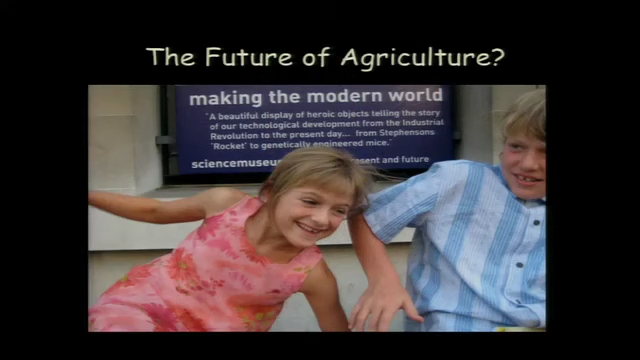 The Future of Agriculture?
making the modern world
'A beautiful display of heroic objects telling the story
of our technological development from the Industrial
Revolution to the present day.... from Stephensons
'Rocket' to genetically engineered mice.'
sciencemuseum present and future